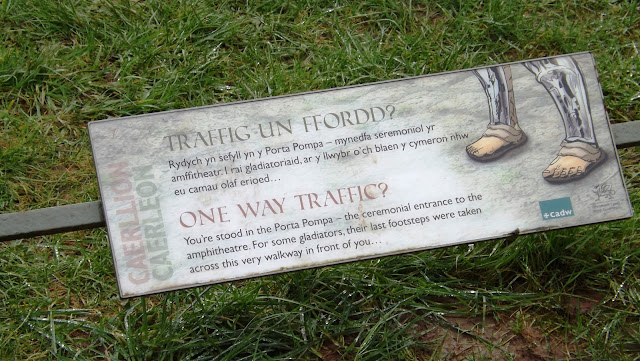 CAERLLION
CAERLEON
TRAFFIG UN FFORDD?
Rydych yn sefyll yn y Porta Pompa – mynedfa seremonïol yr
amffitheatr. I rai gladiatoriaid, ar y llwybr o'ch blaen y cymeron nhw
eu camau olaf erioed…
ONE WAY TRAFFIC?
You're stood in the Porta Pompa – the ceremonial entrance to the
amphitheatre. For some gladiators, their last footsteps were taken
across this very walkway in front of you…
Cadw